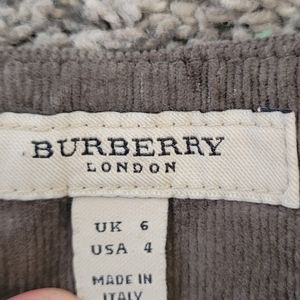 BURBERRY
LONDON
UK 6
USA 4
MADE IN
ITALY